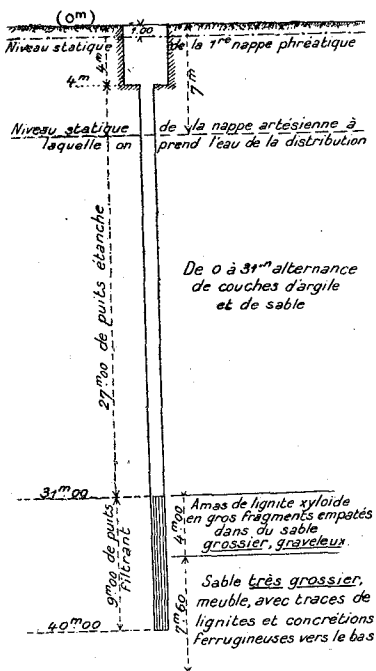 (0m)
1.00
Niveau statique de la 1re nappe phréatique
4m
4m
7m
Niveau statique de la nappe artésienne à
laquelle on prend l'eau de la distribution
27m00 de puits étanche
De 0 à 31m alternance
de couches d'argile
et de sable
31m00
Amas de lignite xyloide
en gros fragments empatés
dans du sable
grossier, graveleux
4m00
9m00 de puits
filtrant
Sable très grossier,
meuble, avec traces de
lignites et concrétions
ferrugineuses vers le bas
7m60
40m00